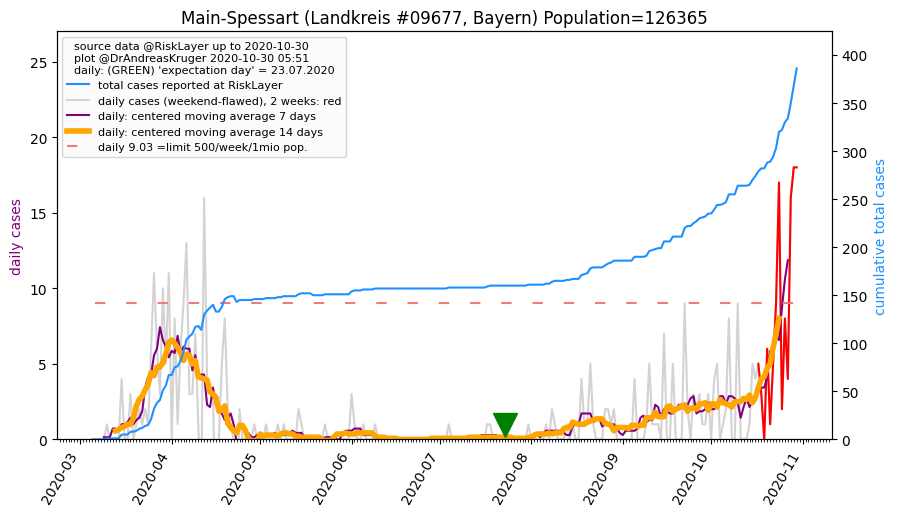 Main-Spessart (Landkreis #09677, Bayern) Population=126365
source data @RiskLayer up to 2020-10-30
plot @DrAndreasKruger 2020-10-30 05:51
daily: (GREEN) 'expectation day' = 23.07.2020
total cases reported at RiskLayer
daily cases (weekend-flawed), 2 weeks: red
daily: centered moving average 7 days
daily: centered moving average 14 days
daily 9.03 =limit 500/week/1mio pop.
daily cases
25
20
15
10
5
0
cumulative total cases
400
350
300
250
200
150
100
50
0
2020-03
2020-04
2020-05
2020-06
2020-07
2020-08
2020-09
2020-10
2020-11